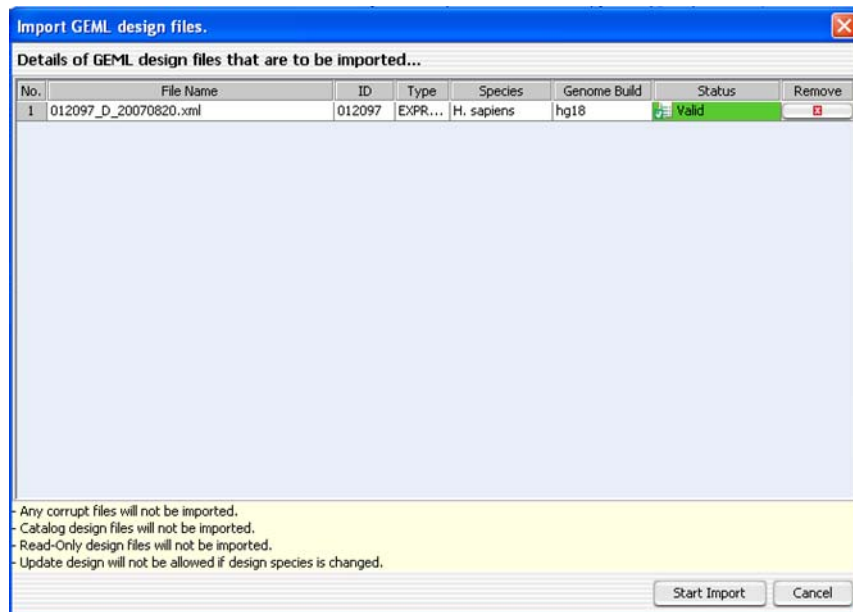 Import GEML design files.
Details of GEML design files that are to be imported...
No. File Name ID Type Species Genome Build Status Remove
1 012097_D_20070820.xml 012097 EXPR... H. sapiens hg18 Valid
- Any corrupt files will not be imported.
- Catalog design files will not be imported.
- Read-Only design files will not be imported.
- Update design will not be allowed if design species is changed.
Start Import Cancel